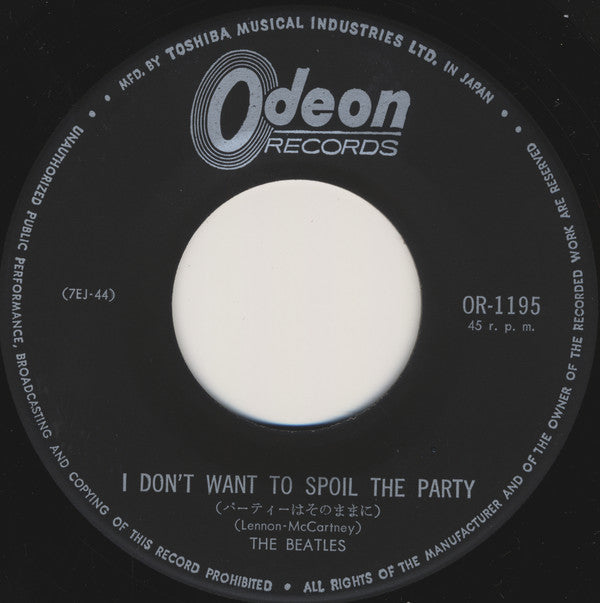 • MFD. BY TOSHIBA MUSICAL INDUSTRIES LTD. IN JAPAN •
Odeon
RECORDS
(7EJ-44)
OR-1195
45 r. p. m.
I DON'T WANT TO SPOIL THE PARTY
(パーティーはそのままに)
(Lennon-McCartney)
THE BEATLES
• ALL RIGHTS OF THE MANUFACTURER AND OF THE OWNER OF THE RECORDED WORK ARE RESERVED •
• UNAUTHORIZED PUBLIC PERFORMANCE, BROADCASTING AND COPYING OF THIS RECORD PROHIBITED